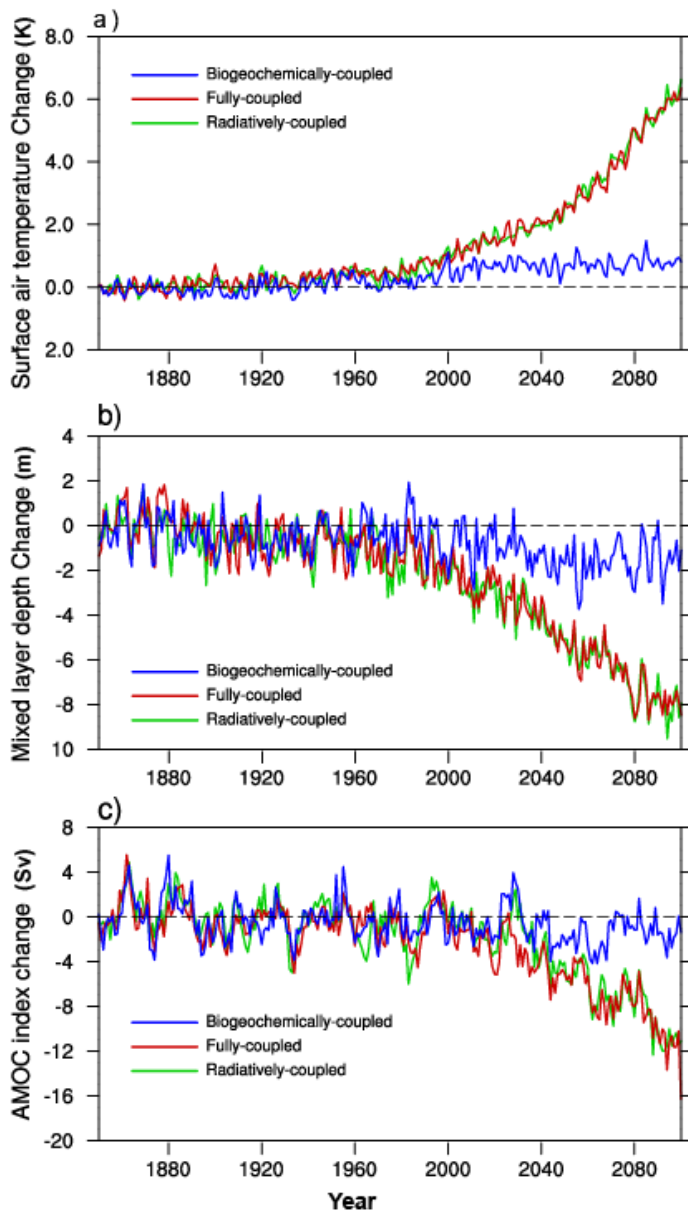 a)
Surface air temperature Change (K)
8.0
6.0
4.0
2.0
0.0
2.0
Biogeochemically-coupled
Fully-coupled
Radiatively-coupled
1880 1920 1960 2000 2040 2080
b)
Mixed layer depth Change (m)
4
2
0
-2
-4
-6
-8
10
Biogeochemically-coupled
Fully-coupled
Radiatively-coupled
1880 1920 1960 2000 2040 2080
c)
AMOC index change (Sv)
8
4
0
-4
-8
-12
-16
-20
Biogeochemically-coupled
Fully-coupled
Radiatively-coupled
1880 1920 1960 2000 2040 2080
Year